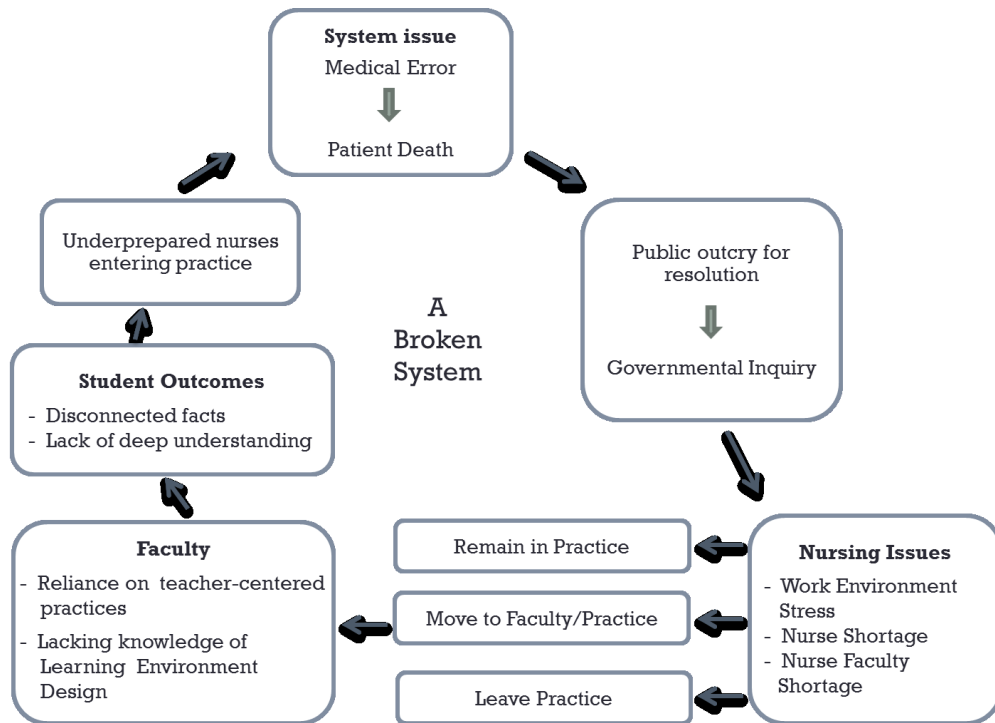 System issue
Medical Error
Patient Death
Public outcry for
resolution
Governmental Inquiry
Nursing Issues
- Work Environment
Stress
- Nurse Shortage
- Nurse Faculty
Shortage
Remain in Practice
Move to Faculty/Practice
Leave Practice
Faculty
- Reliance on teacher-centered
practices
- Lacking knowledge of
Learning Environment
Design
Student Outcomes
- Disconnected facts
- Lack of deep understanding
Underprepared nurses
entering practice
A
Broken
System